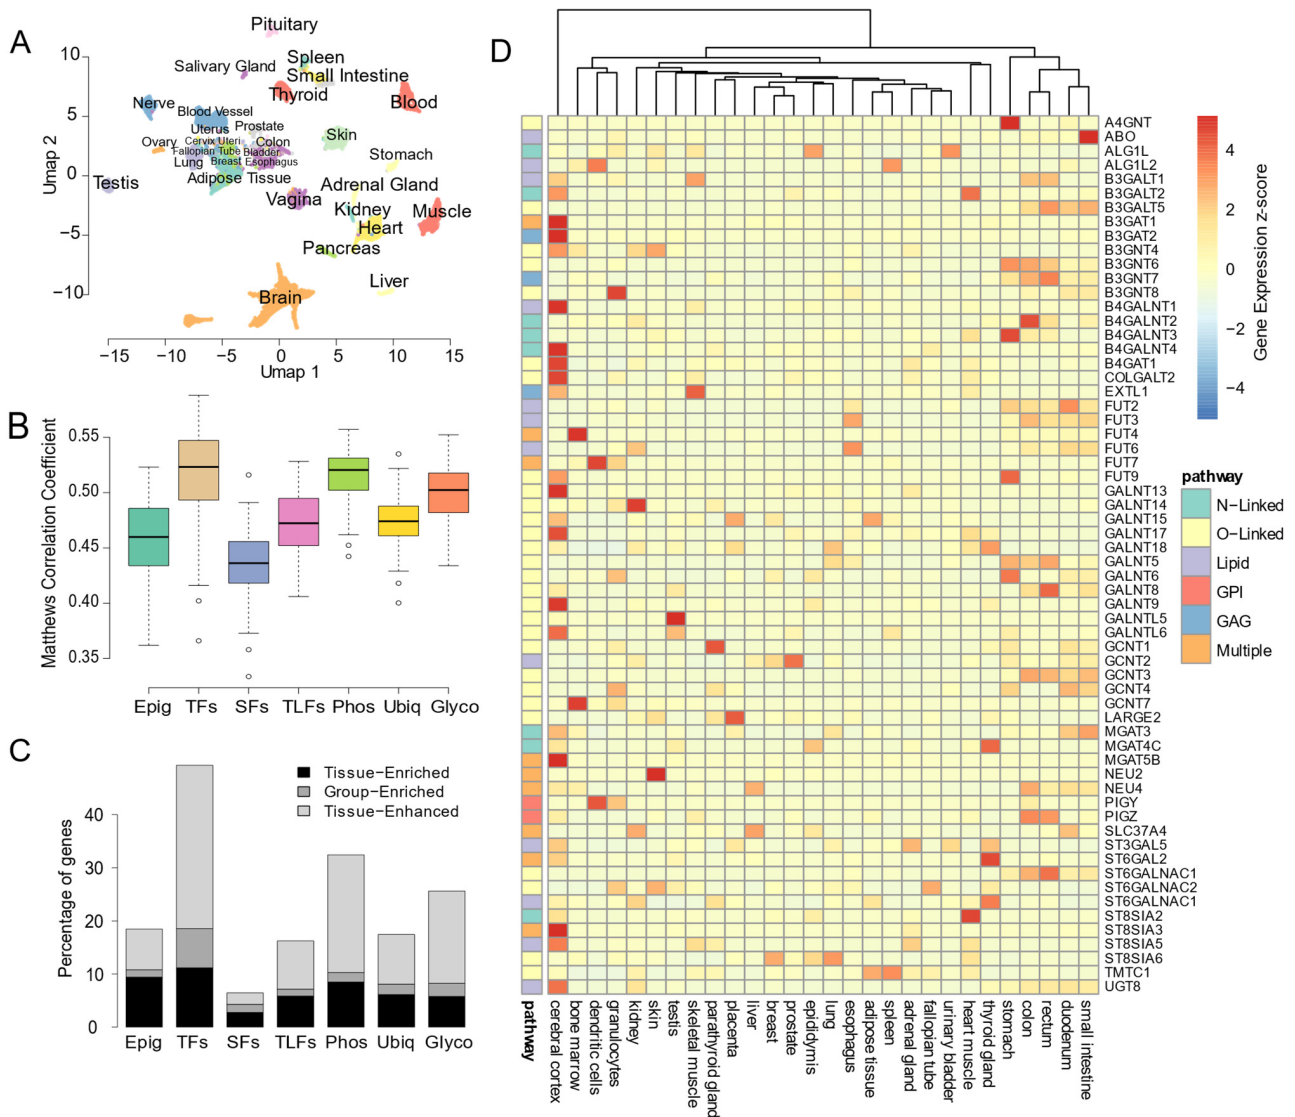 A
Pituitary
Spleen
Salivary Gland
Small Intestine
Thyroid
Blood
Nerve
Blood Vessel
Uterus
Prostate
Skin
Ovary
Cervix Uteri
Colon
Fallopian Tube
Bladder
Stomach
Lung
Breast
Esophagus
Testis
Adipose Tissue
Adrenal Gland
Vagina
Kidney
Muscle
Heart
Pancreas
Liver
Brain
10
5
0
−5
−10
Umap 2
−15
−10
−5
0
5
10
15
Umap 1
B
Matthews Correlation Coefficient
0.55
0.50
0.45
0.40
0.35
Epig
TFs
SFs
TLFs
Phos
Ubiq
Glyco
C
Tissue−Enriched
Group−Enriched
Tissue−Enhanced
Percentage of genes
40
30
20
10
0
Epig
TFs
SFs
TLFs
Phos
Ubiq
Glyco
D
A4GNT
ABO
ALG1L
ALG1L2
B3GALT1
B3GALT2
B3GALT5
B3GAT1
B3GAT2
B3GNT4
B3GNT6
B3GNT7
B3GNT8
B4GALNT1
B4GALNT2
B4GALNT3
B4GALNT4
B4GAT1
COLGALT2
EXTL1
FUT2
FUT3
FUT4
FUT6
FUT7
FUT9
GALNT13
GALNT14
GALNT15
GALNT17
GALNT18
GALNT5
GALNT6
GALNT8
GALNT9
GALNTL5
GALNTL6
GCNT1
GCNT2
GCNT3
GCNT4
GCNT7
LARGE2
MGAT3
MGAT4C
MGAT5B
NEU2
NEU4
PIGY
PIGZ
SLC37A4
ST3GAL5
ST6GAL2
ST6GALNAC1
ST6GALNAC2
ST6GALNAC1
ST8SIA2
ST8SIA3
ST8SIA5
ST8SIA6
TMTC1
UGT8
pathway
cerebral cortex
bone marrow
dendritic cells
granulocytes
kidney
skin
testis
skeletal muscle
parathyroid gland
placenta
liver
breast
prostate
epididymis
lung
esophagus
adipose tissue
spleen
adrenal gland
fallopian tube
urinary bladder
heart muscle
thyroid gland
stomach
colon
rectum
duodenum
small intestine
4
2
0
−2
−4
Gene Expression z−score
pathway
N−Linked
O−Linked
Lipid
GPI
GAG
Multiple